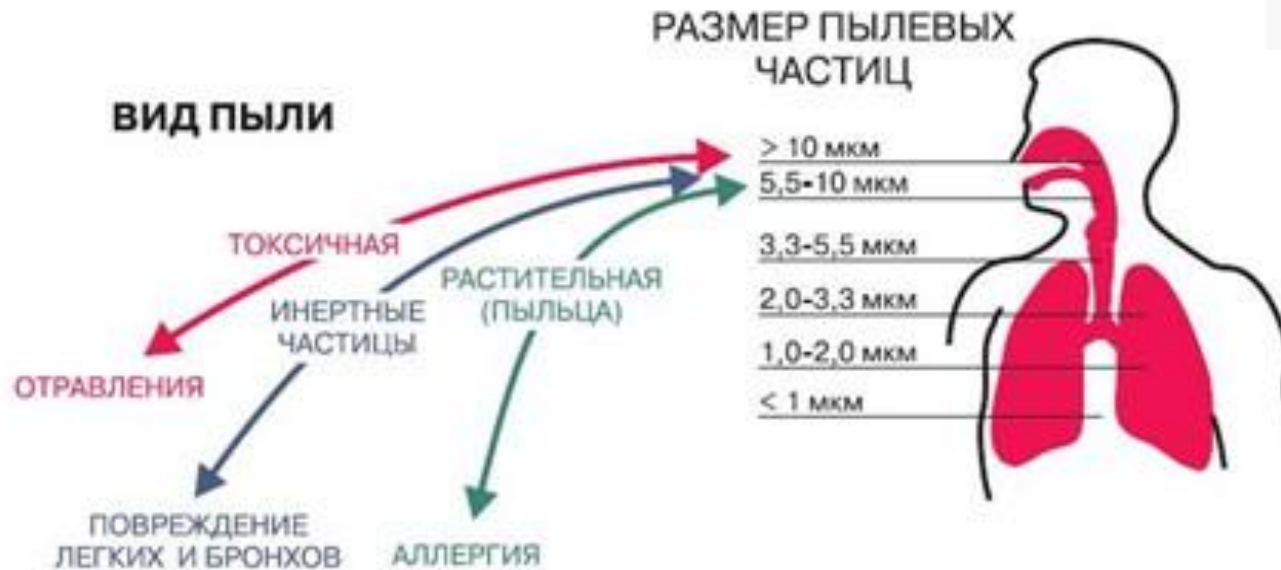 ВИД ПЫЛИ
ТОКСИЧНАЯ
ИНЕРТНЫЕ
ЧАСТИЦЫ
РАСТИТЕЛЬНАЯ
(ПЫЛЬЦА)
ОТРАВЛЕНИЯ
ПОВРЕЖДЕНИЕ
ЛЕГКИХ И БРОНХОВ
АЛЛЕРГИЯ
РАЗМЕР ПЫЛЕВЫХ
ЧАСТИЦ
> 10 мкм
5,5-10 мкм
3,3-5,5 мкм
2,0-3,3 мкм
1,0-2,0 мкм
< 1 мкм